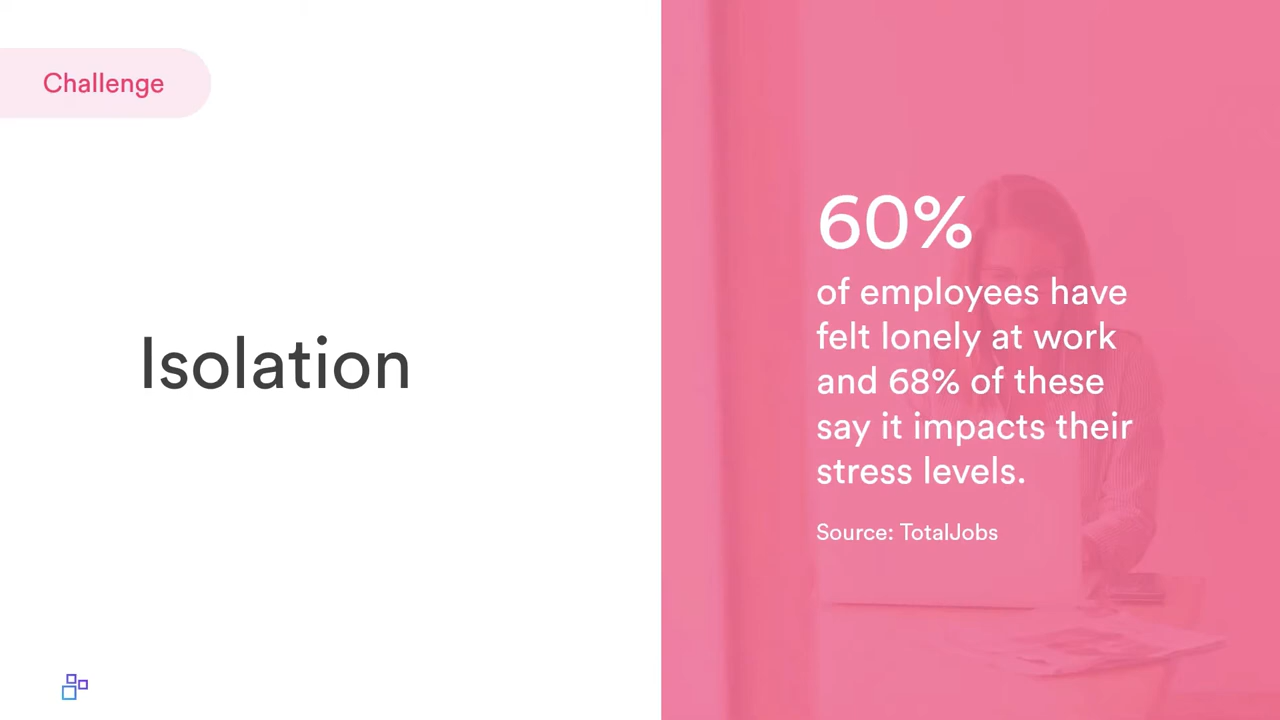 Challenge
Isolation
60%
of employees have
felt lonely at work
and 68% of these
say it impacts their
stress levels.
Source: TotalJobs